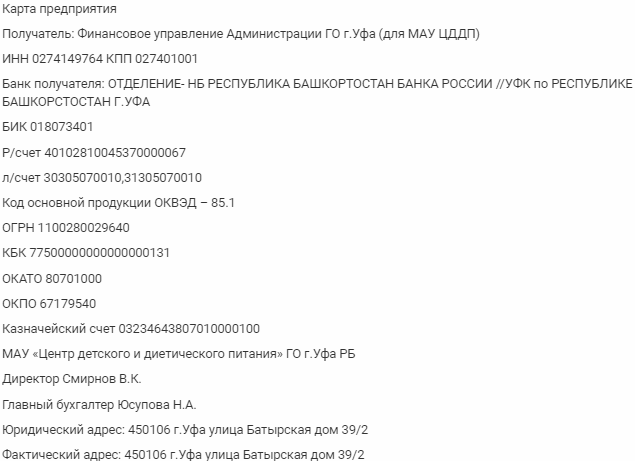 Карта предприятия
Получатель: Финансовое управление Администрации ГО г.Уфа (для МАУ ЦДДП)
ИНН 0274149764 КПП 027401001
Банк получателя: ОТДЕЛЕНИЕ- НБ РЕСПУБЛИКА БАШКОРТОСТАН БАНКА РОССИИ //УФК по РЕСПУБЛИКЕ
БАШКОРСТОСТАН Г.УФА
БИК 018073401
Р/счет 40102810045370000067
л/счет 30305070010,31305070010
Код основной продукции ОКВЭД – 85.1
ОГРН 1100280029640
КБК 77500000000000000131
ОКАТО 80701000
ОКПО 67179540
Казначейский счет 03234643807010000100
МАУ «Центр детского и диетического питания» ГО г.Уфа РБ
Директор Смирнов В.К.
Главный бухгалтер Юсупова Н.А.
Юридический адрес: 450106 г.Уфа улица Батырская дом 39/2
Фактический адрес: 450106 г.Уфа улица Батырская дом 39/2